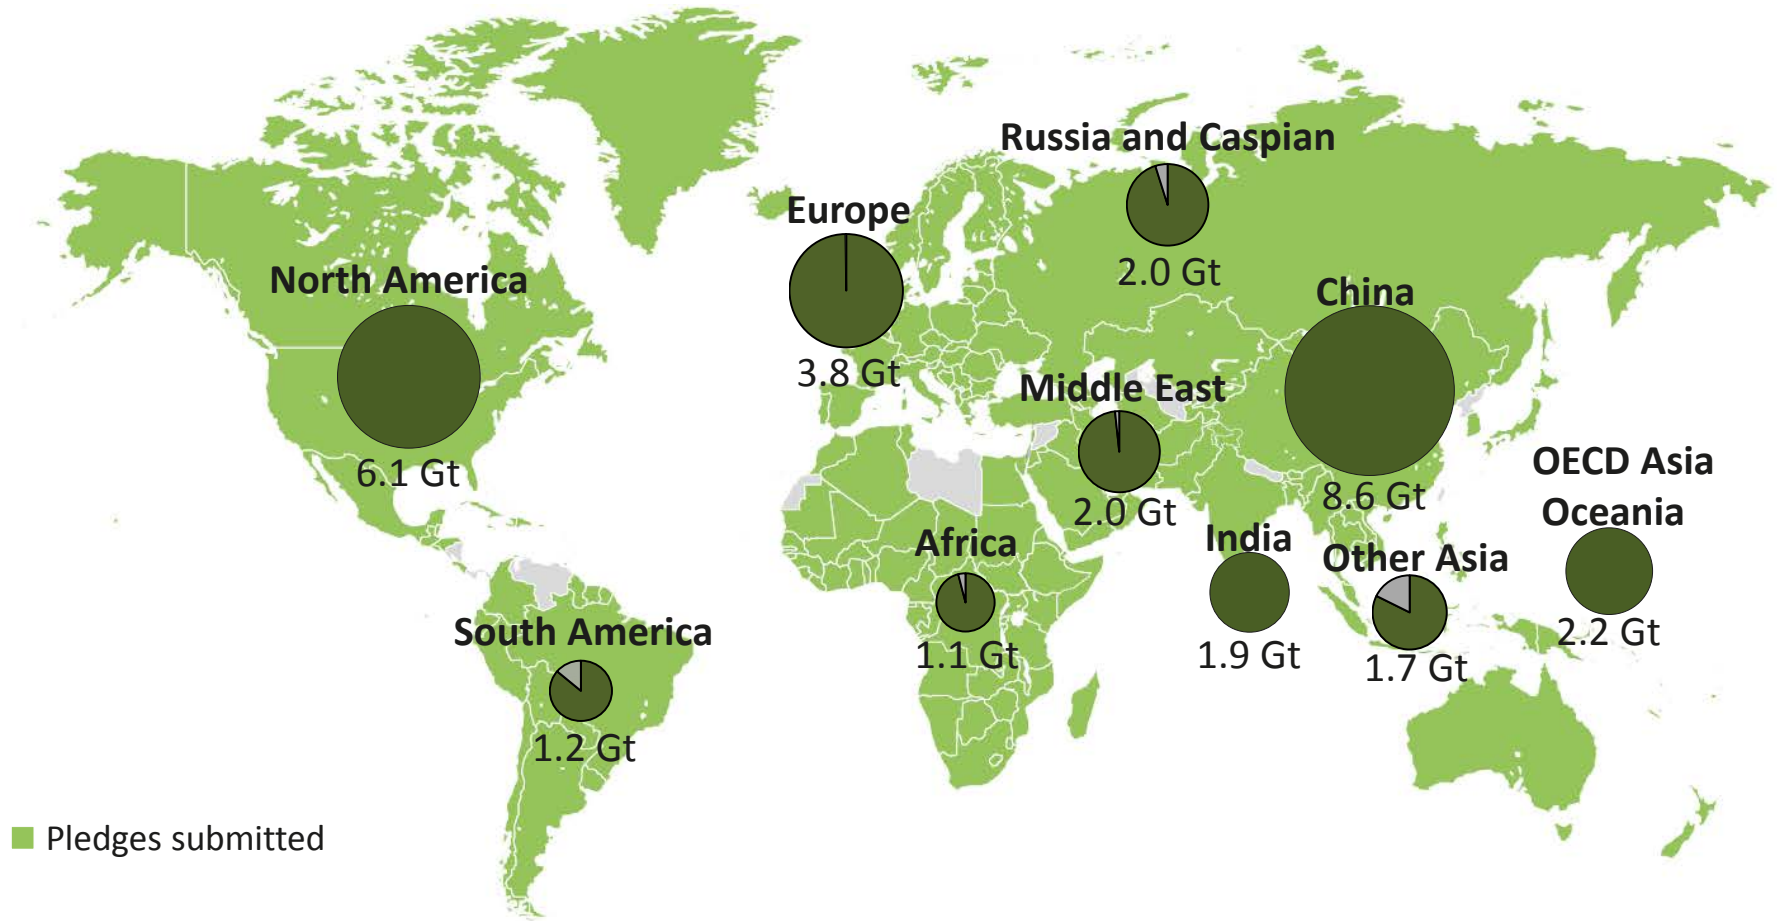 Russia and Caspian
2.0 Gt
Europe
3.8 Gt
North America
6.1 Gt
China
8.6 Gt
Middle East
2.0 Gt
OECD Asia
Oceania
2.2 Gt
Africa
1.1 Gt
India
1.9 Gt
Other Asia
1.7 Gt
South America
1.2 Gt
Pledges submitted